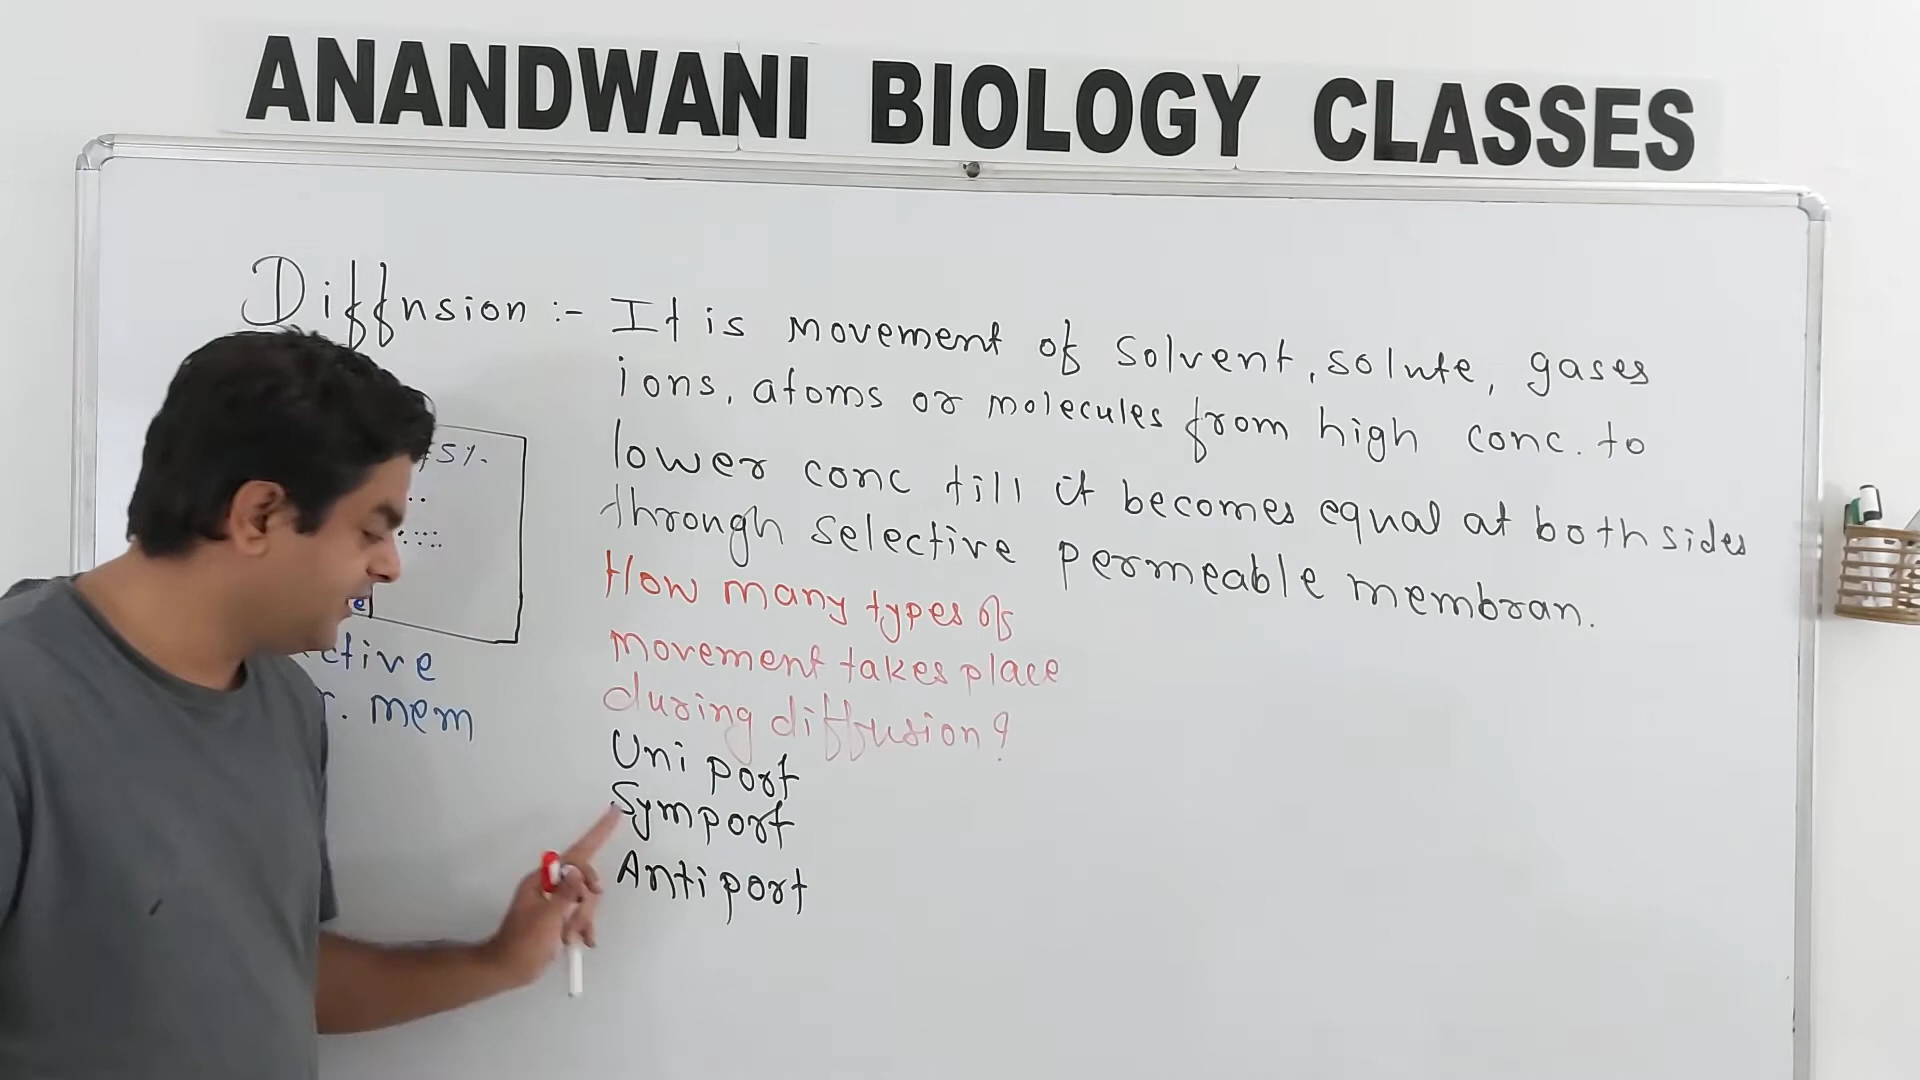 ANANDWANI BIOLOGY CLASSES
Diffusion :- It is movement of solvent, solute, gases
ions, atoms or molecules from high conc. to
lower conc till it becomes equal at both sides
through selective permeable membran.
5%.
How many types of
movement takes place
during diffusion?
mem
Uni port
Symport
Antiport